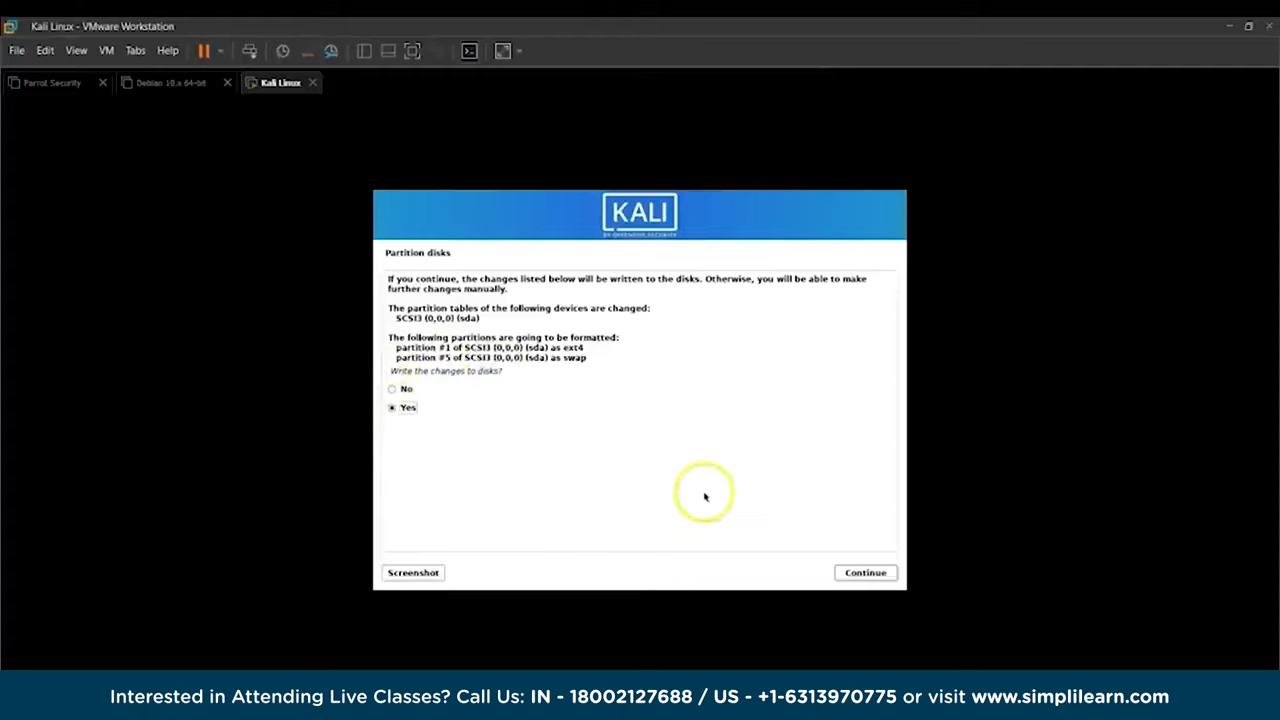 Kali Linux - VMware Workstation
File Edit View VM Tabs Help
Parrot Security Debian 10.x 64-bit Kali Linux
KALI
BY OFFENSIVE SECURITY
Partition disks
If you continue, the changes listed below will be written to the disks. Otherwise, you will be able to make
further changes manually.
The partition tables of the following devices are changed:
SCSI3 (0,0,0) (sda)
The following partitions are going to be formatted:
partition #1 of SCSI3 (0,0,0) (sda) as ext4
partition #5 of SCSI3 (0,0,0) (sda) as swap
Write the changes to disks?
No
Yes
Screenshot Continue
Interested in Attending Live Classes? Call Us: IN - 18002127688 / US - +1-6313970775 or visit www.simplilearn.com